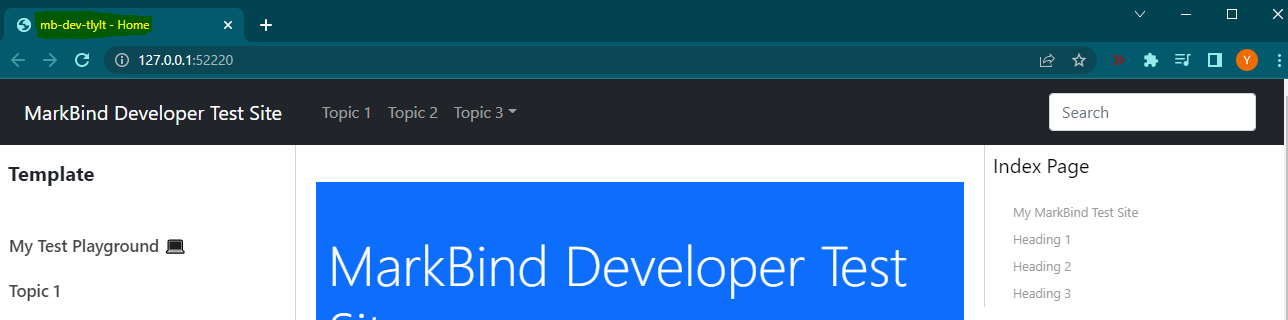 mb-dev-tlylt - Home
127.0.0.1:52220
Y
MarkBind Developer Test Site
Topic 1
Topic 2
Topic 3
Search
Template
My Test Playground 💻
Topic 1
MarkBind Developer Test
Site
Index Page
My MarkBind Test Site
Heading 1
Heading 2
Heading 3